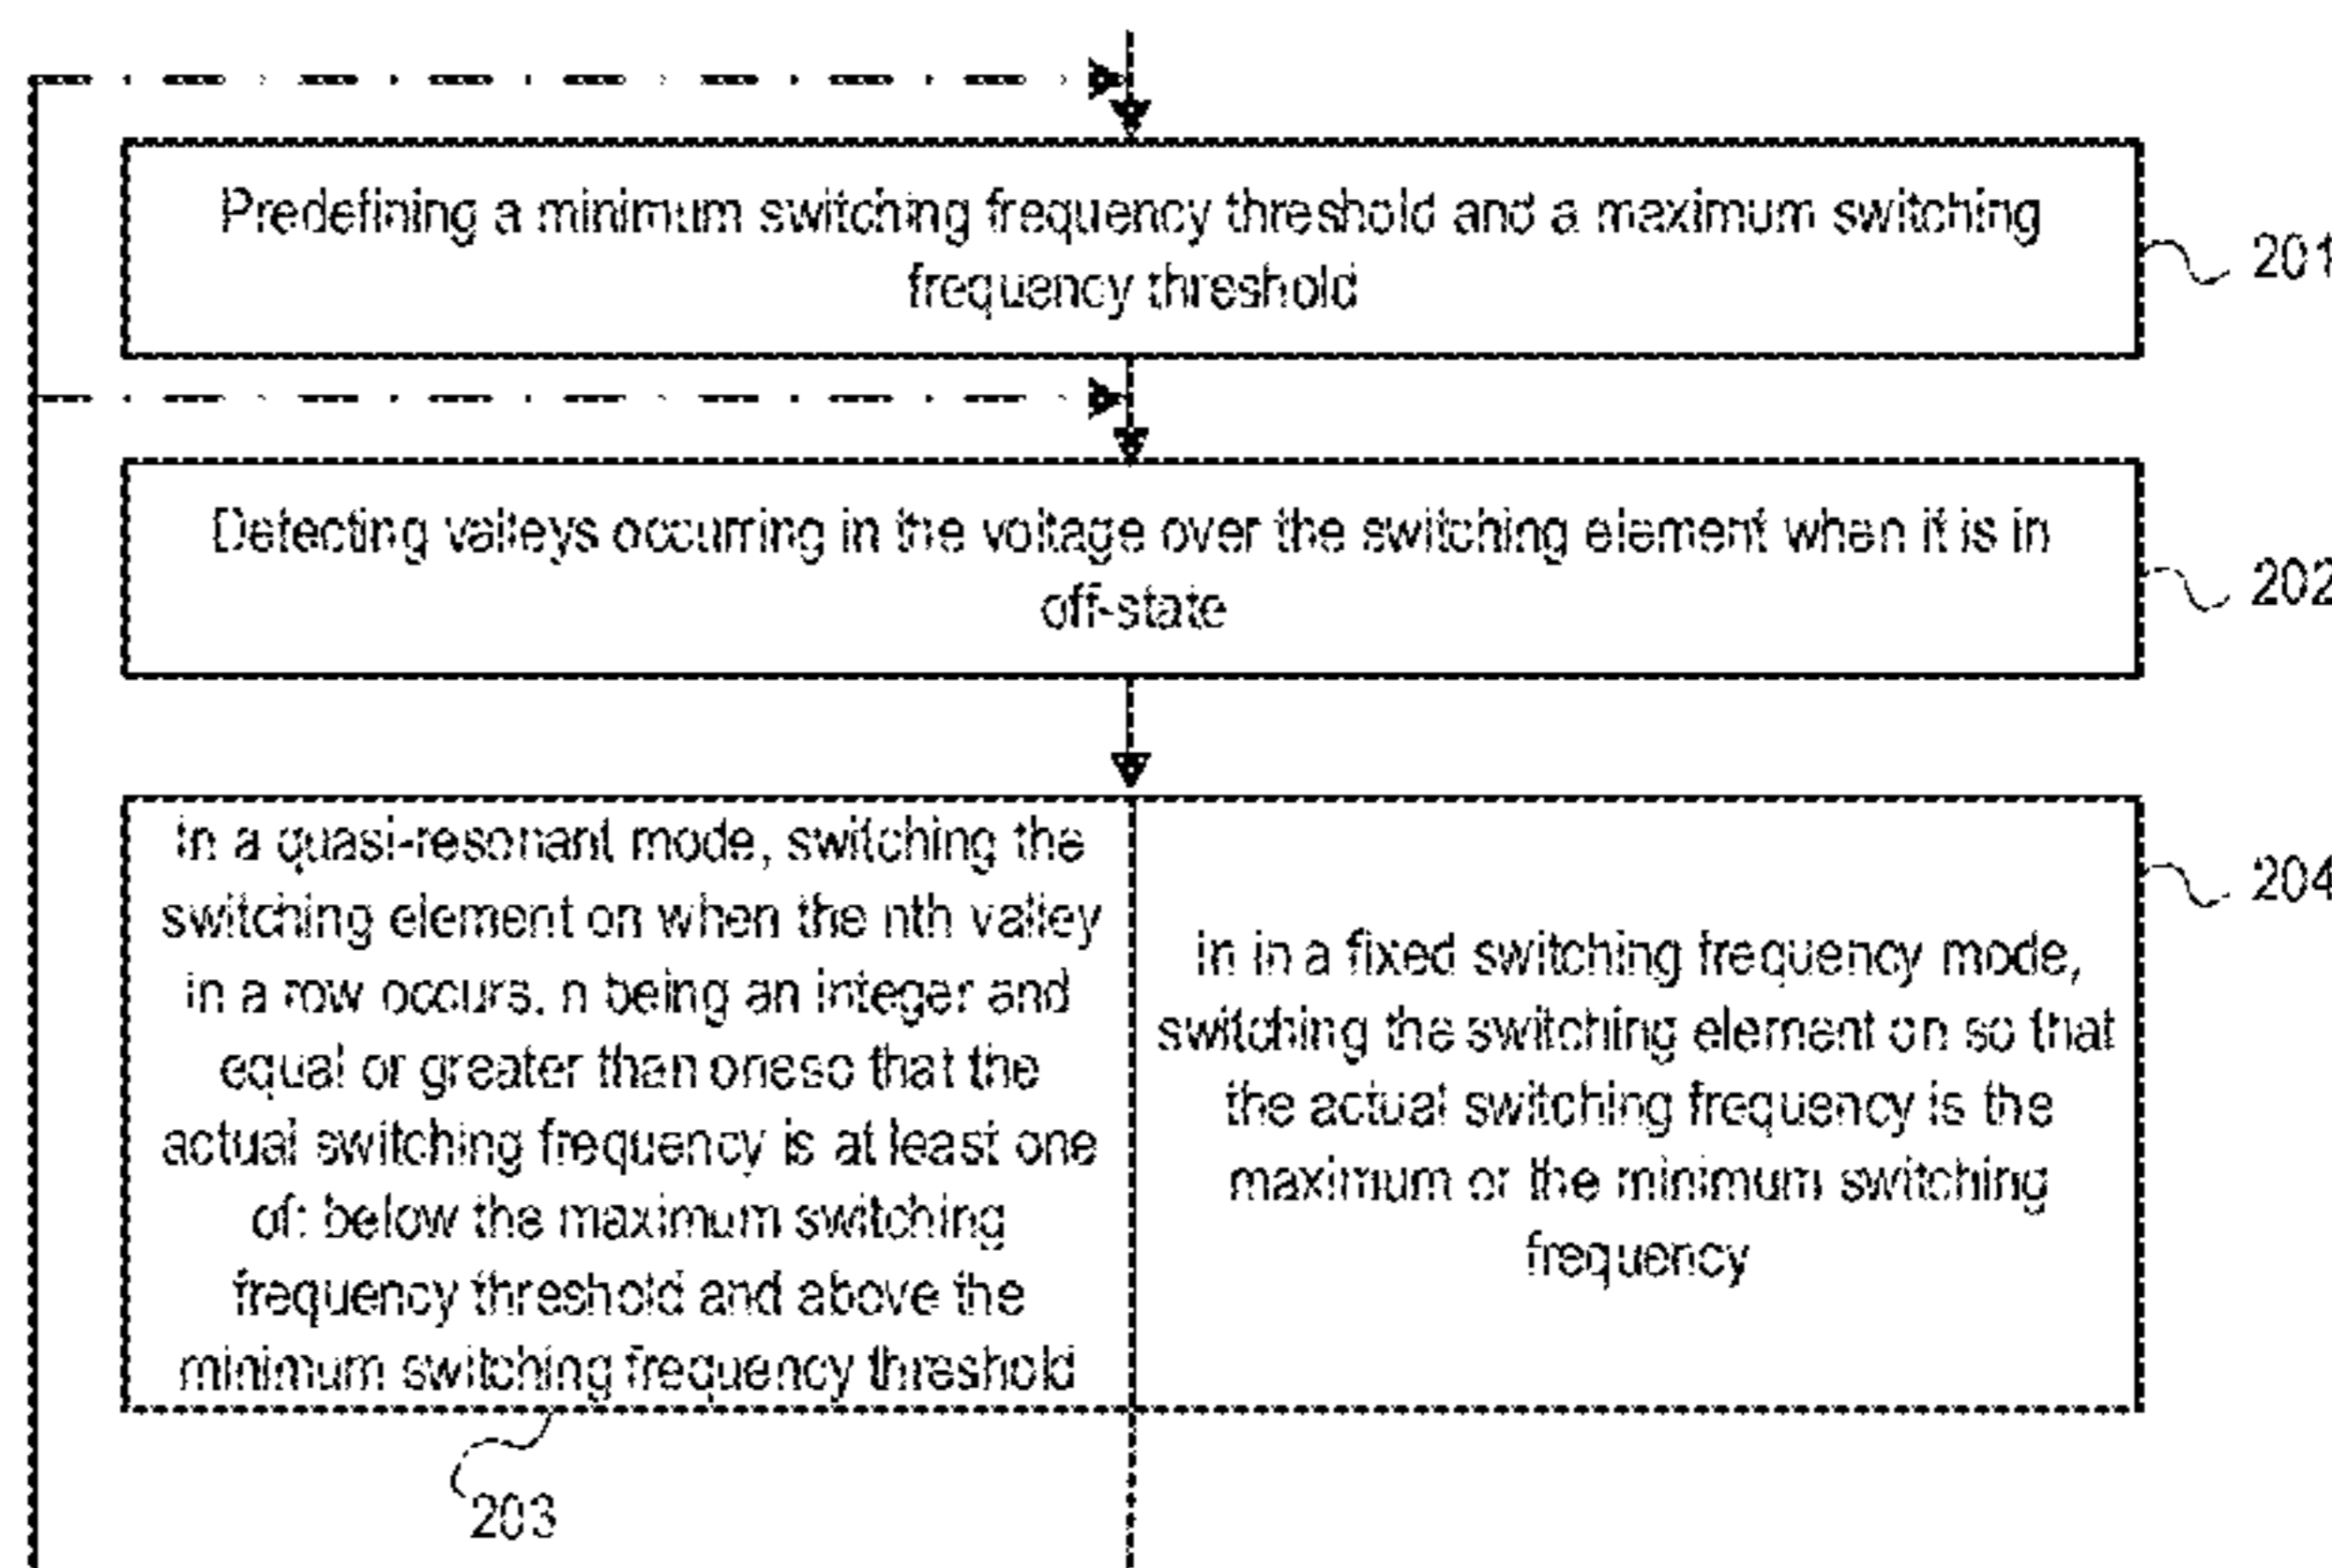 Predefining a minimum switching frequency threshold and a maximum switching
frequency threshold
201
Detecting valleys occurring in the voltage over the switching element when it is in
off-state
202
In a quasi-resonant mode, switching the
switching element on when the nth valley
in a row occurs, n being an integer and
equal or greater than oneso that the
actual switching frequency is at least one
of: below the maximum switching
frequency threshold and above the
minimum switching frequency threshold
203
In in a fixed switching frequency mode,
switching the switching element on so that
the actual switching frequency is the
maximum or the minimum switching
frequency
204